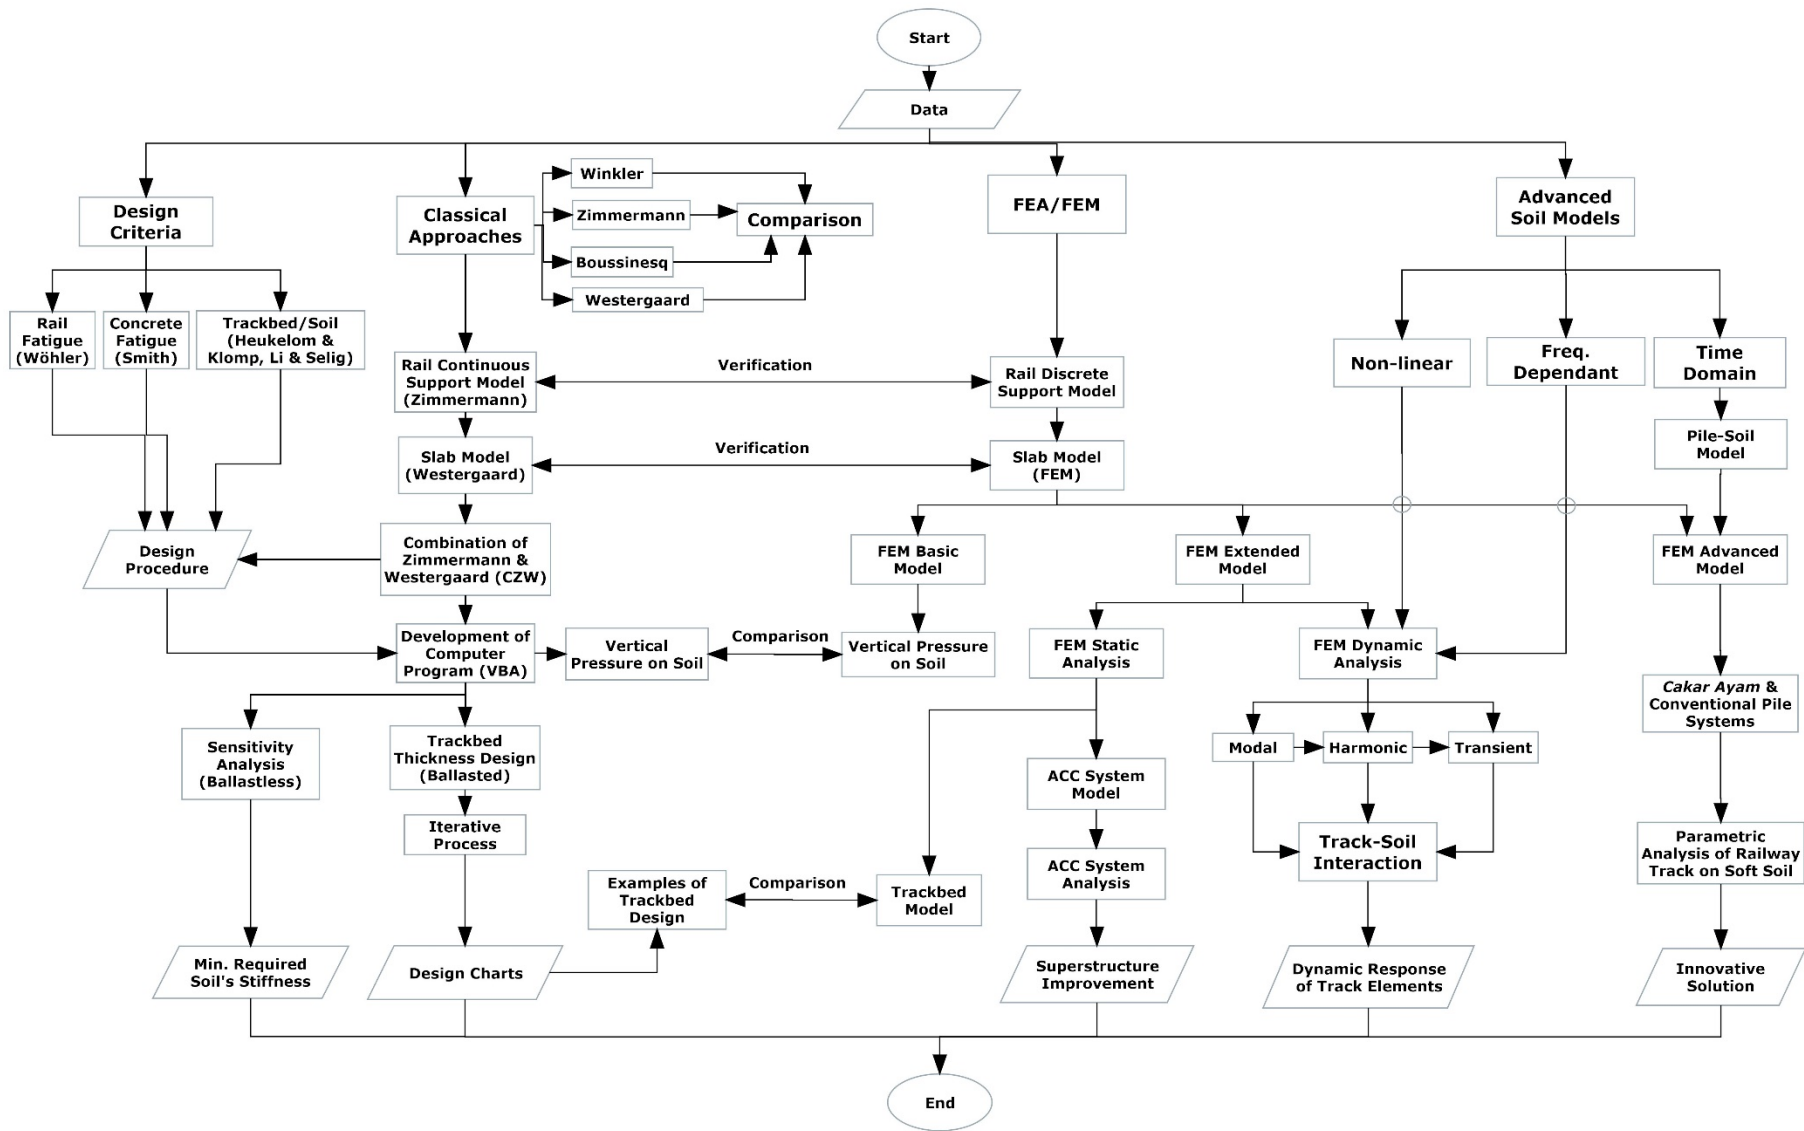 Start
Data
Design
Criteria
Classical
Approaches
Winkler
Zimmermann
Boussinesq
Westergaard
Comparison
FEA/FEM
Advanced
Soil Models
Rail
Fatigue
(Wöhler)
Concrete
Fatigue
(Smith)
Trackbed/Soil
(Heukelom &
Klomp, Li & Selig)
Rail Continuous
Support Model
(Zimmermann)
Verification
Rail Discrete
Support Model
Non-linear
Freq.
Dependant
Time
Domain
Slab Model
(Westergaard)
Verification
Slab Model
(FEM)
Pile-Soil
Model
Design
Procedure
Combination of
Zimmermann &
Westergaard (CZW)
FEM Basic
Model
FEM Extended
Model
FEM Advanced
Model
Development of
Computer
Program (VBA)
Vertical
Pressure on Soil
Comparison
Vertical Pressure
on Soil
FEM Static
Analysis
FEM Dynamic
Analysis
Cakar Ayam &
Conventional Pile
Systems
Sensitivity
Analysis
(Ballastless)
Trackbed
Thickness Design
(Ballasted)
Modal
Harmonic
Transient
ACC System
Model
Iterative
Process
Track-Soil
Interaction
Parametric
Analysis of Railway
Track on Soft Soil
Examples of
Trackbed
Design
Comparison
Trackbed
Model
ACC System
Analysis
Min. Required
Soil's Stiffness
Design Charts
Superstructure
Improvement
Dynamic Response
of Track Elements
Innovative
Solution
End